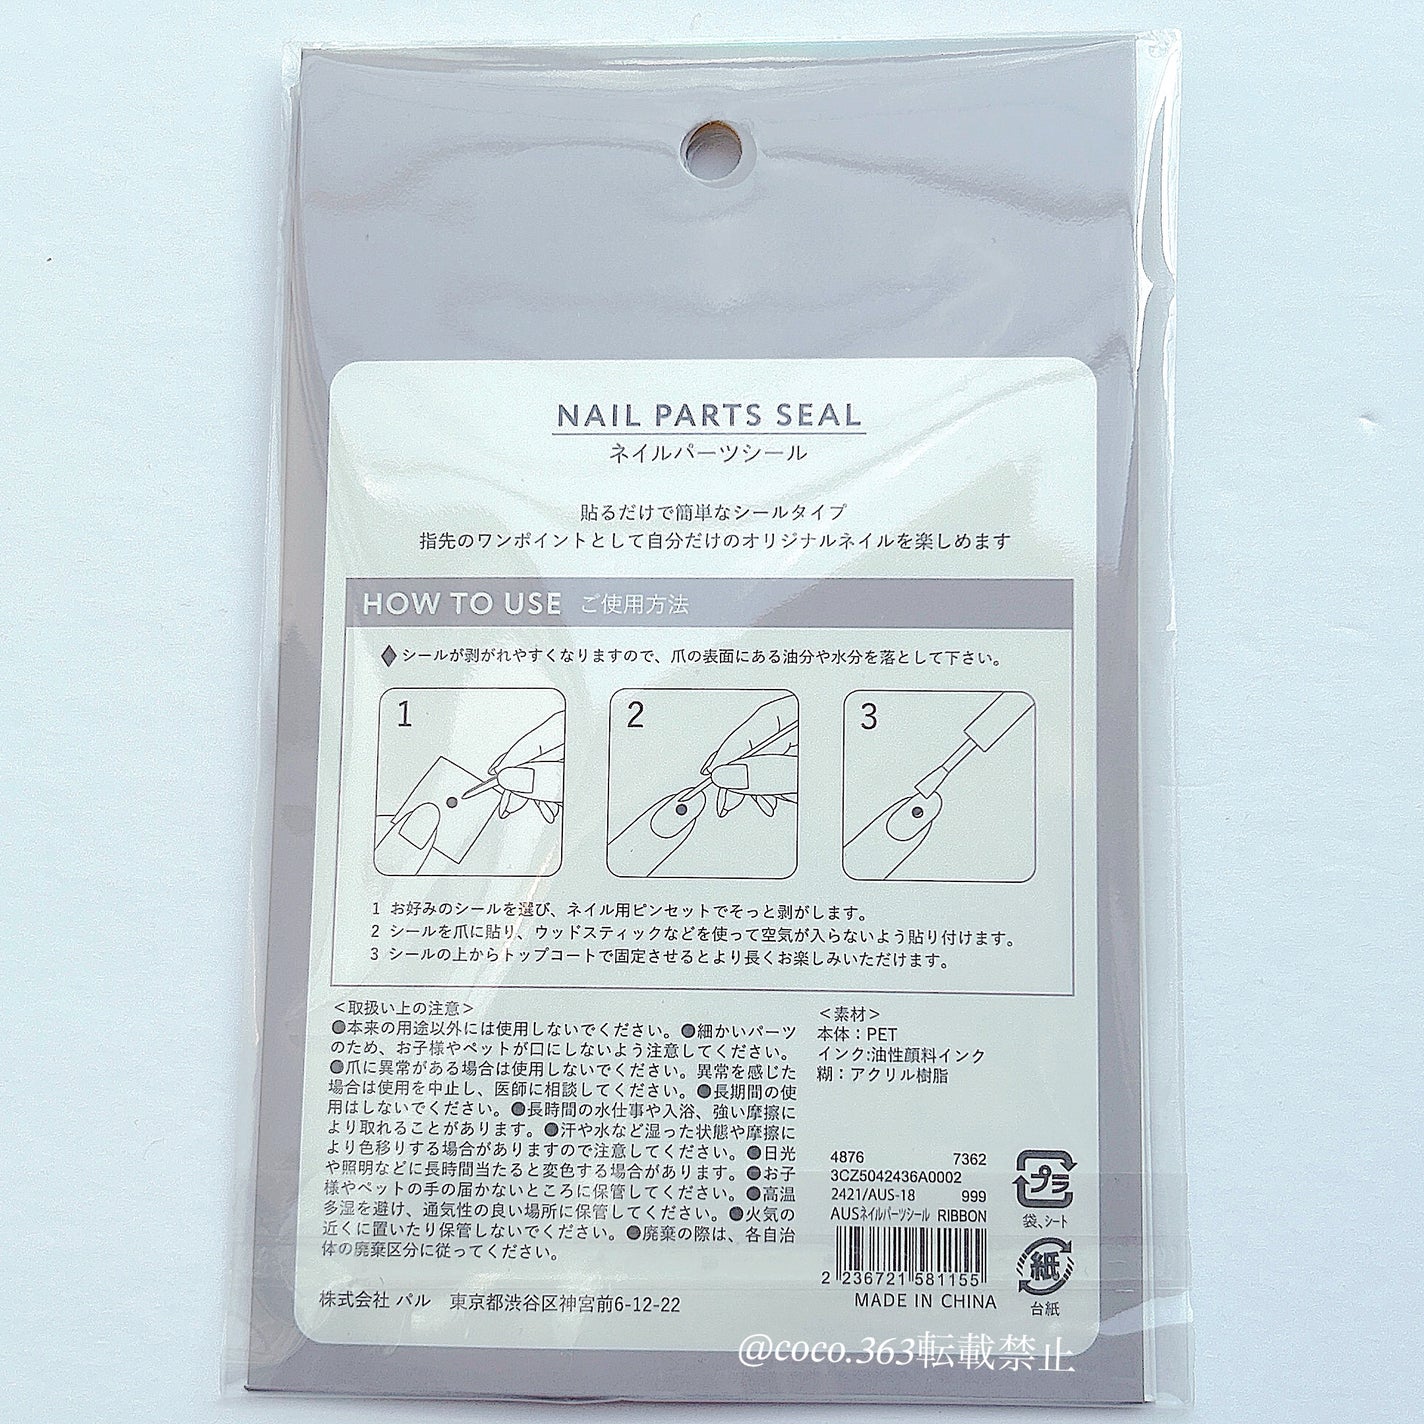 NAIL PARTS SEAL
ネイルパーツシール
貼るだけで簡単なシールタイプ
指先のワンポイントとして自分だけのオリジナルネイルを楽しめます
HOW TO USE ご使用方法
◆シールが剥がれやすくなりますので、爪の表面にある油分や水分を落として下さい。
1
2
3
1 お好みのシールを選び、ネイル用ピンセットでそっと剥がします。
2 シールを爪に貼り、ウッドスティックなどを使って空気が入らないよう貼り付けます。
3 シールの上からトップコートで固定させるとより長くお楽しみいただけます。
＜取扱い上の注意＞
●本来の用途以外には使用しないでください。●細かいパーツ
のため、お子様やペットが口にしないよう注意してください。
●爪に異常がある場合は使用しないでください。異常を感じた
場合は使用を中止し、医師に相談してください。●長期間の使
用はしないでください。●長時間の水仕事や入浴、強い摩擦に
より取れることがあります。●汗や水など湿った状態や摩擦に
より色移りする場合がありますので注意してください。●日光
や照明などに長時間当たると変色する場合があります。●お子
様やペットの手の届かないところに保管してください。●高温
多湿を避け、通気性の良い場所に保管してください。●火気の
近くに置いたり保管しないでください。●廃棄の際は、各自治
体の廃棄区分に従ってください。
株式会社 パル 東京都渋谷区神宮前6-12-22
＜素材＞
本体：PET
インク:油性顔料インク
糊：アクリル樹脂
4876 7362
3CZ5042436A0002
2421/AUS-18 999
AUSネイルパーツシール RIBBON
2 236721 581155
MADE IN CHINA
プラ
袋、シート
紙
台紙
@coco.363転載禁止